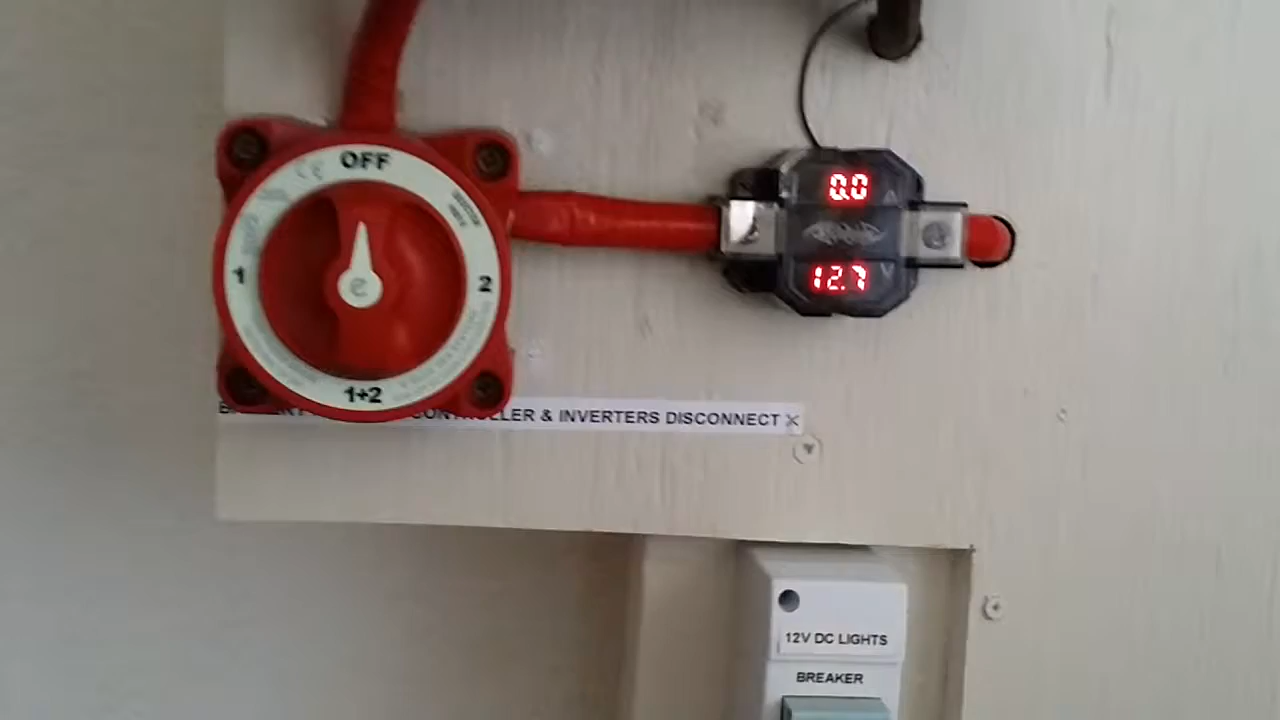 OFF
1
2
1+2
0.0
A
12.7
V
CONTROLLER & INVERTERS DISCONNECT
12V DC LIGHTS
BREAKER